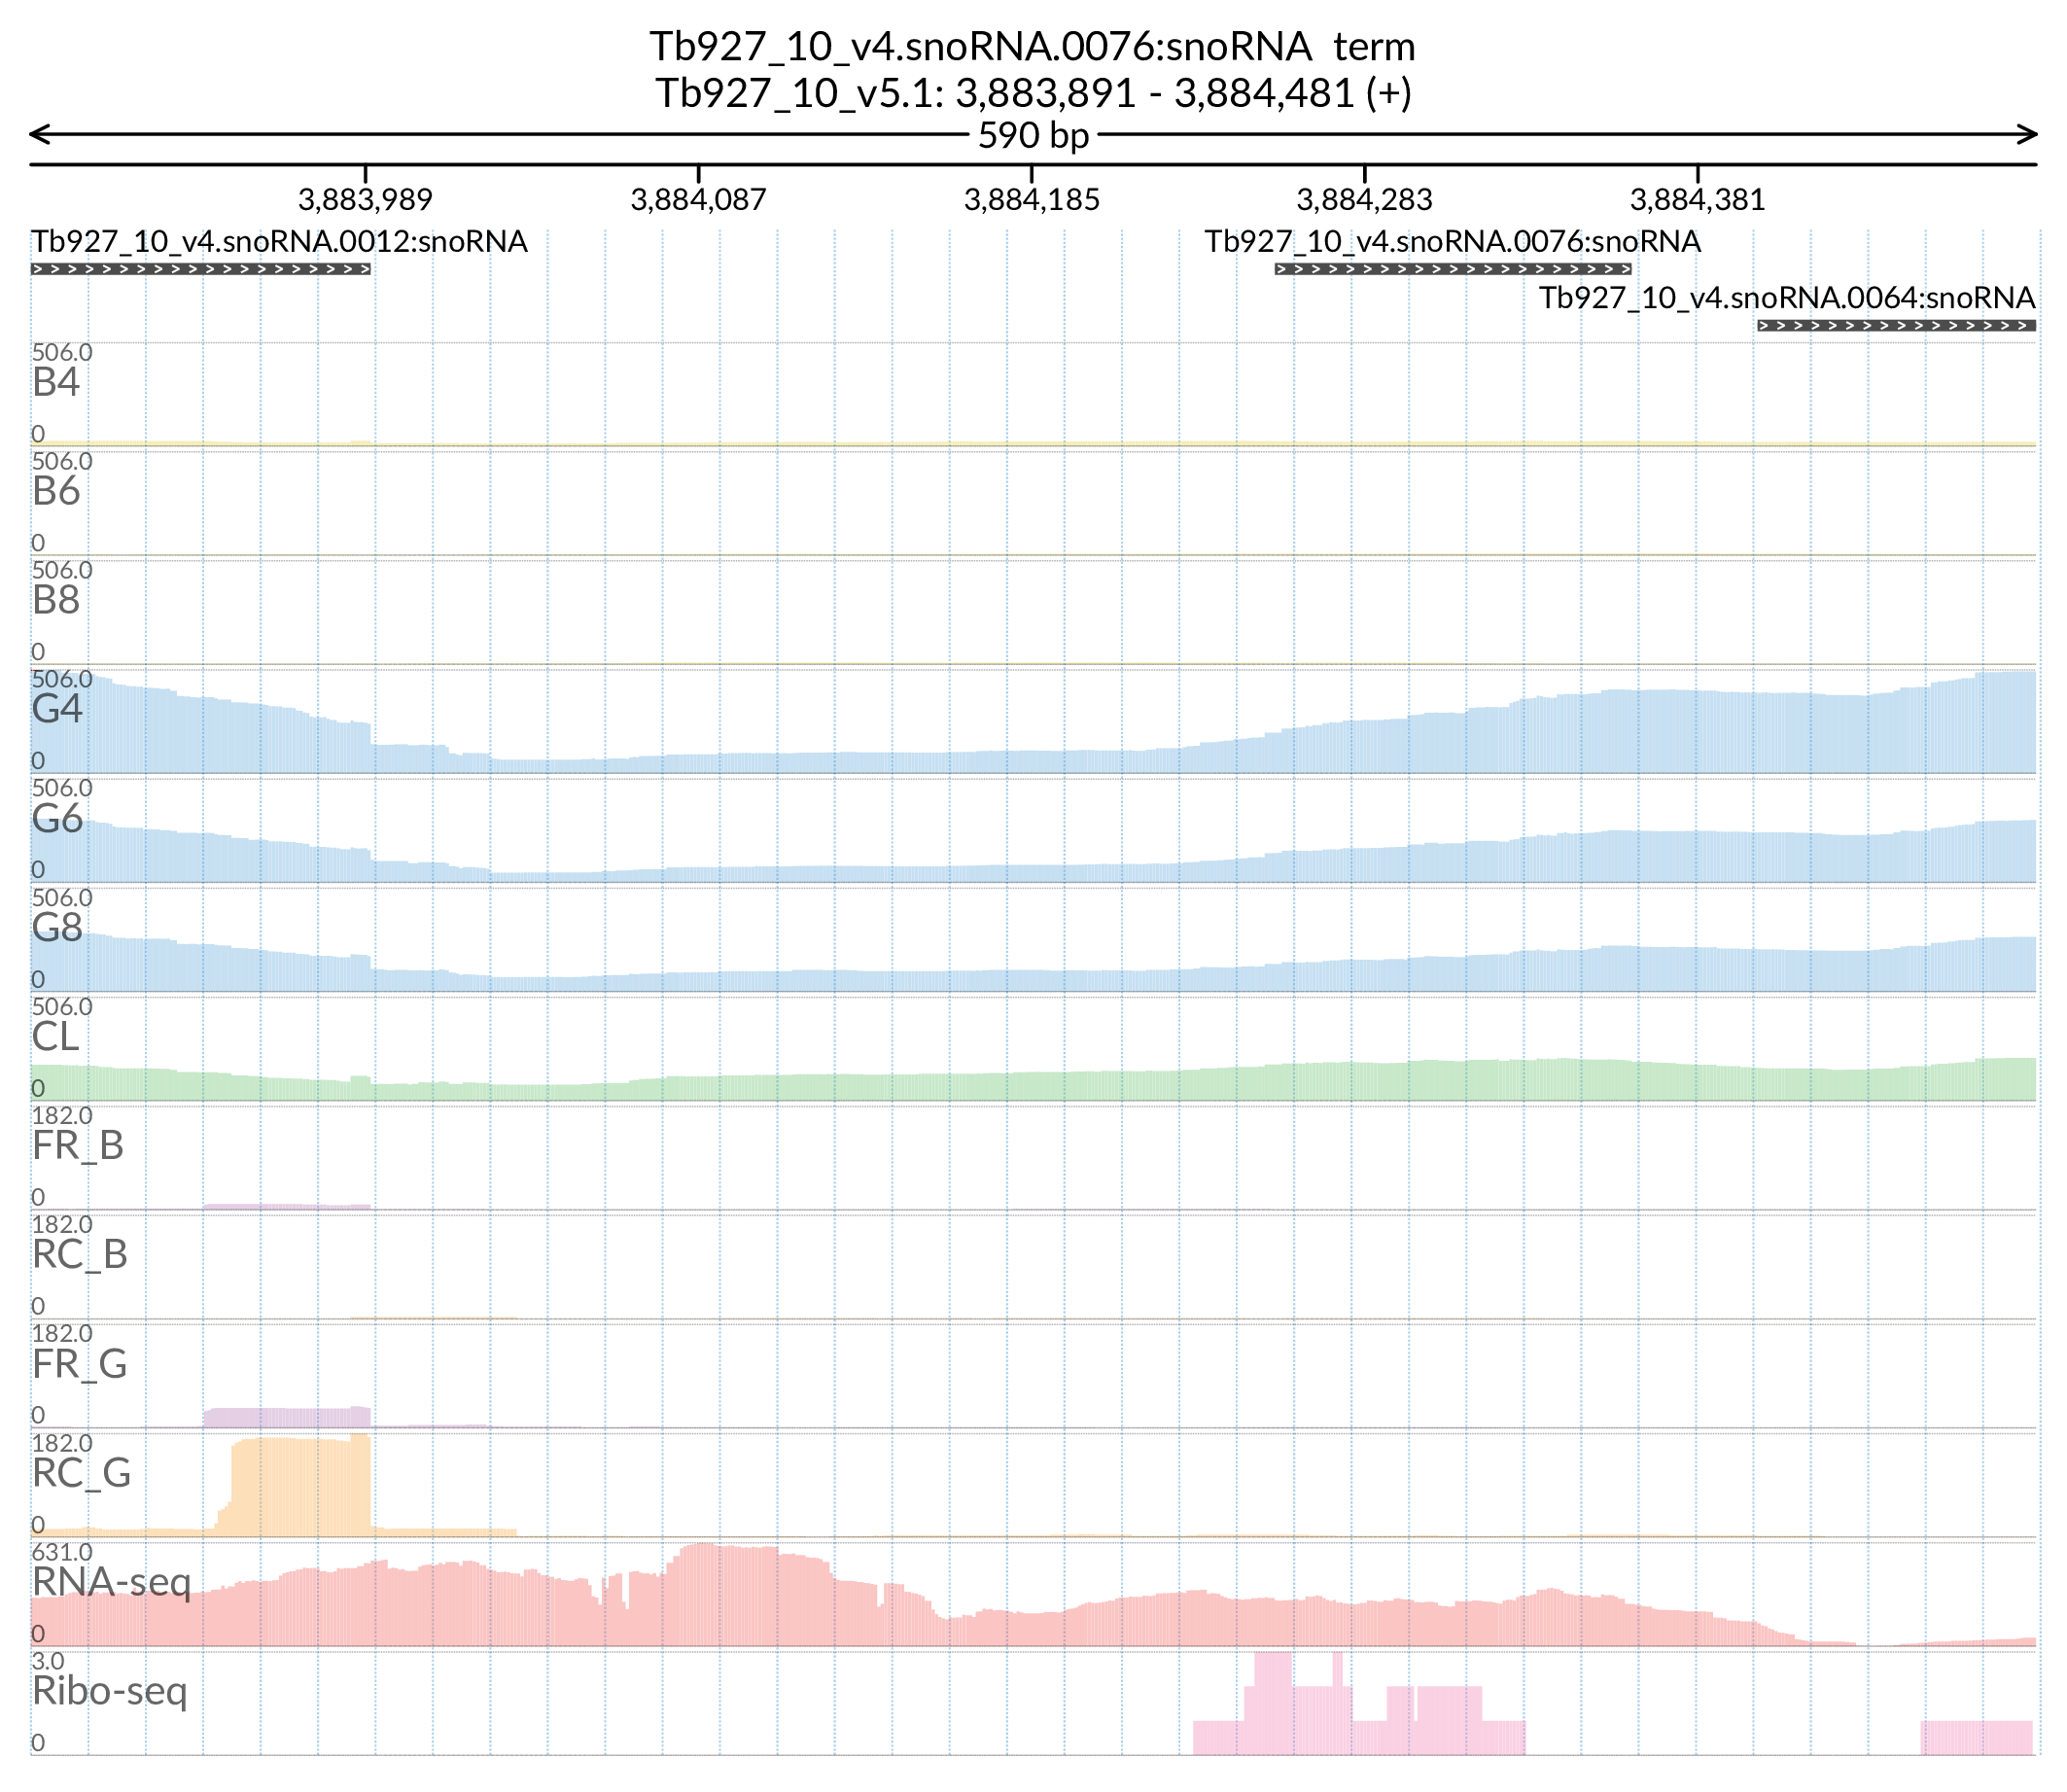 Tb927_10_v4.snoRNA.0076:snoRNA term
Tb927_10_v5.1: 3,883,891 - 3,884,481 (+)
590 bp
3,883,989 3,884,087 3,884,185 3,884,283 3,884,381
Tb927_10_v4.snoRNA.0012:snoRNA Tb927_10_v4.snoRNA.0076:snoRNA
Tb927_10_v4.snoRNA.0064:snoRNA
506.0
B4
0
506.0
B6
0
506.0
B8
0
506.0
G4
0
506.0
G6
0
506.0
G8
0
506.0
CL
0
182.0
FR_B
0
182.0
RC_B
0
182.0
FR_G
0
182.0
RC_G
0
631.0
RNA-seq
0
3.0
Ribo-seq
0